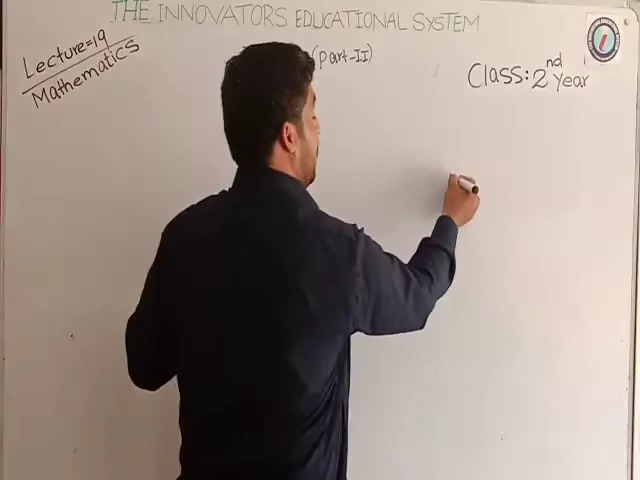 THE INNOVATORS EDUCATIONAL SYSTEM
Lecture=19
Mathematics
(Part-II)
Class: 2nd year